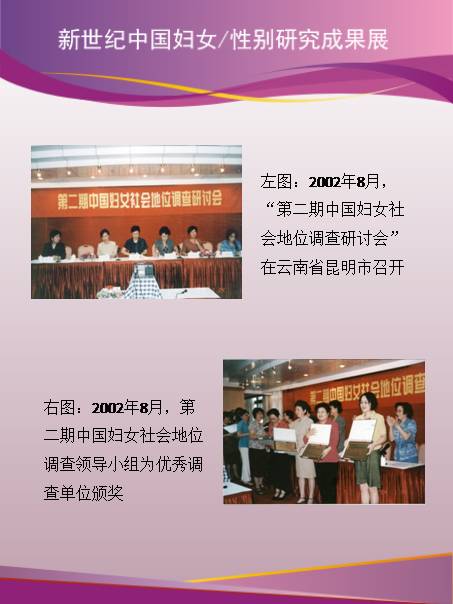 新世纪中国妇女/性别研究成果展
第二期中国妇女社会地位调查研讨会
左图：2002年8月，
“第二期中国妇女社
会地位调查研讨会”
在云南省昆明市召开
第二期中国妇女社会地位调查
右图：2002年8月，第
二期中国妇女社会地位
调查领导小组为优秀调
查单位颁奖